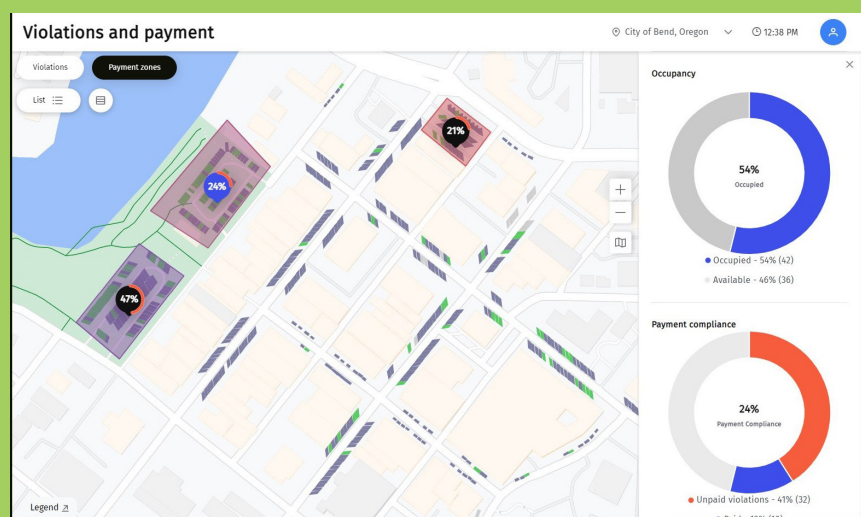 Violations and payment
City of Bend, Oregon
12:38 PM
Violations
Payment zones
List
21%
24%
47%
Legend
Occupancy
54%
Occupied
Occupied - 54% (42)
Available - 46% (36)
Payment compliance
24%
Payment Compliance
Unpaid violations - 41% (32)